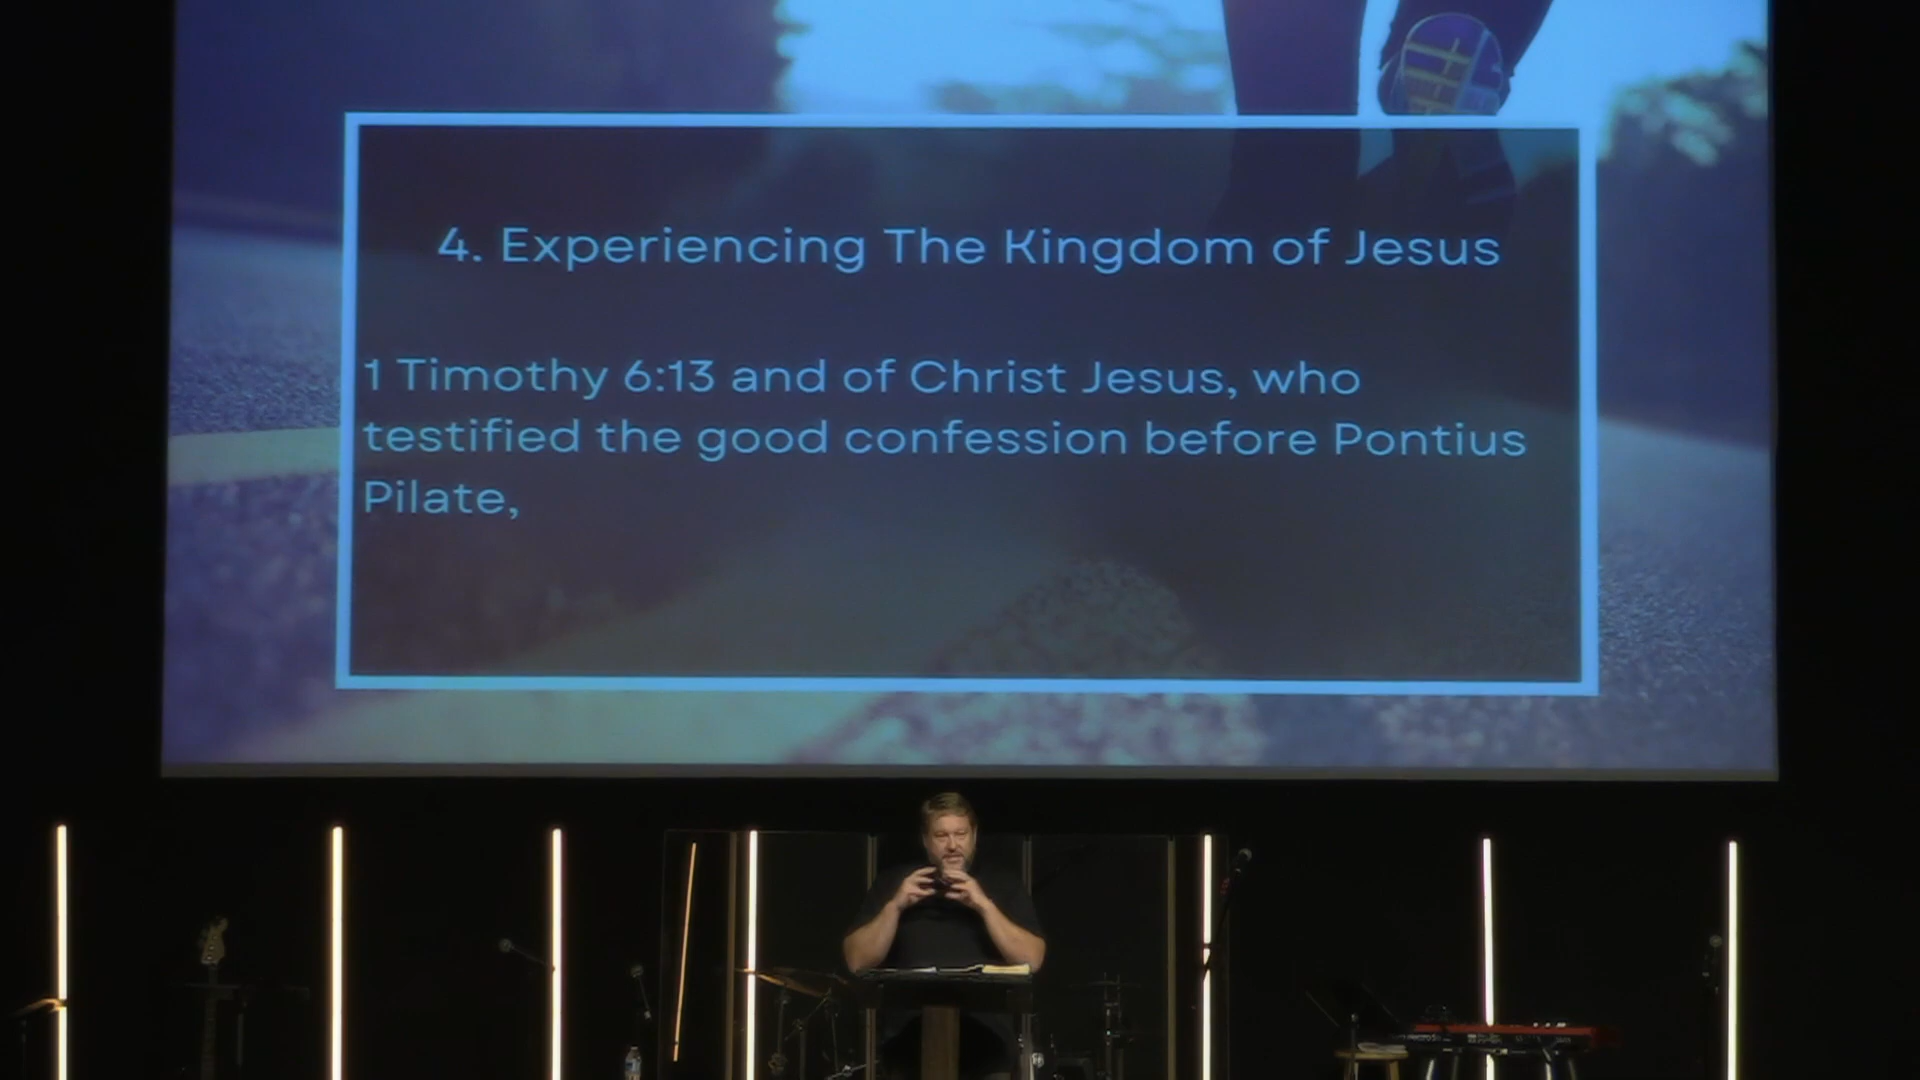 4. Experiencing The Kingdom of Jesus
1 Timothy 6:13 and of Christ Jesus, who
testified the good confession before Pontius
Pilate,